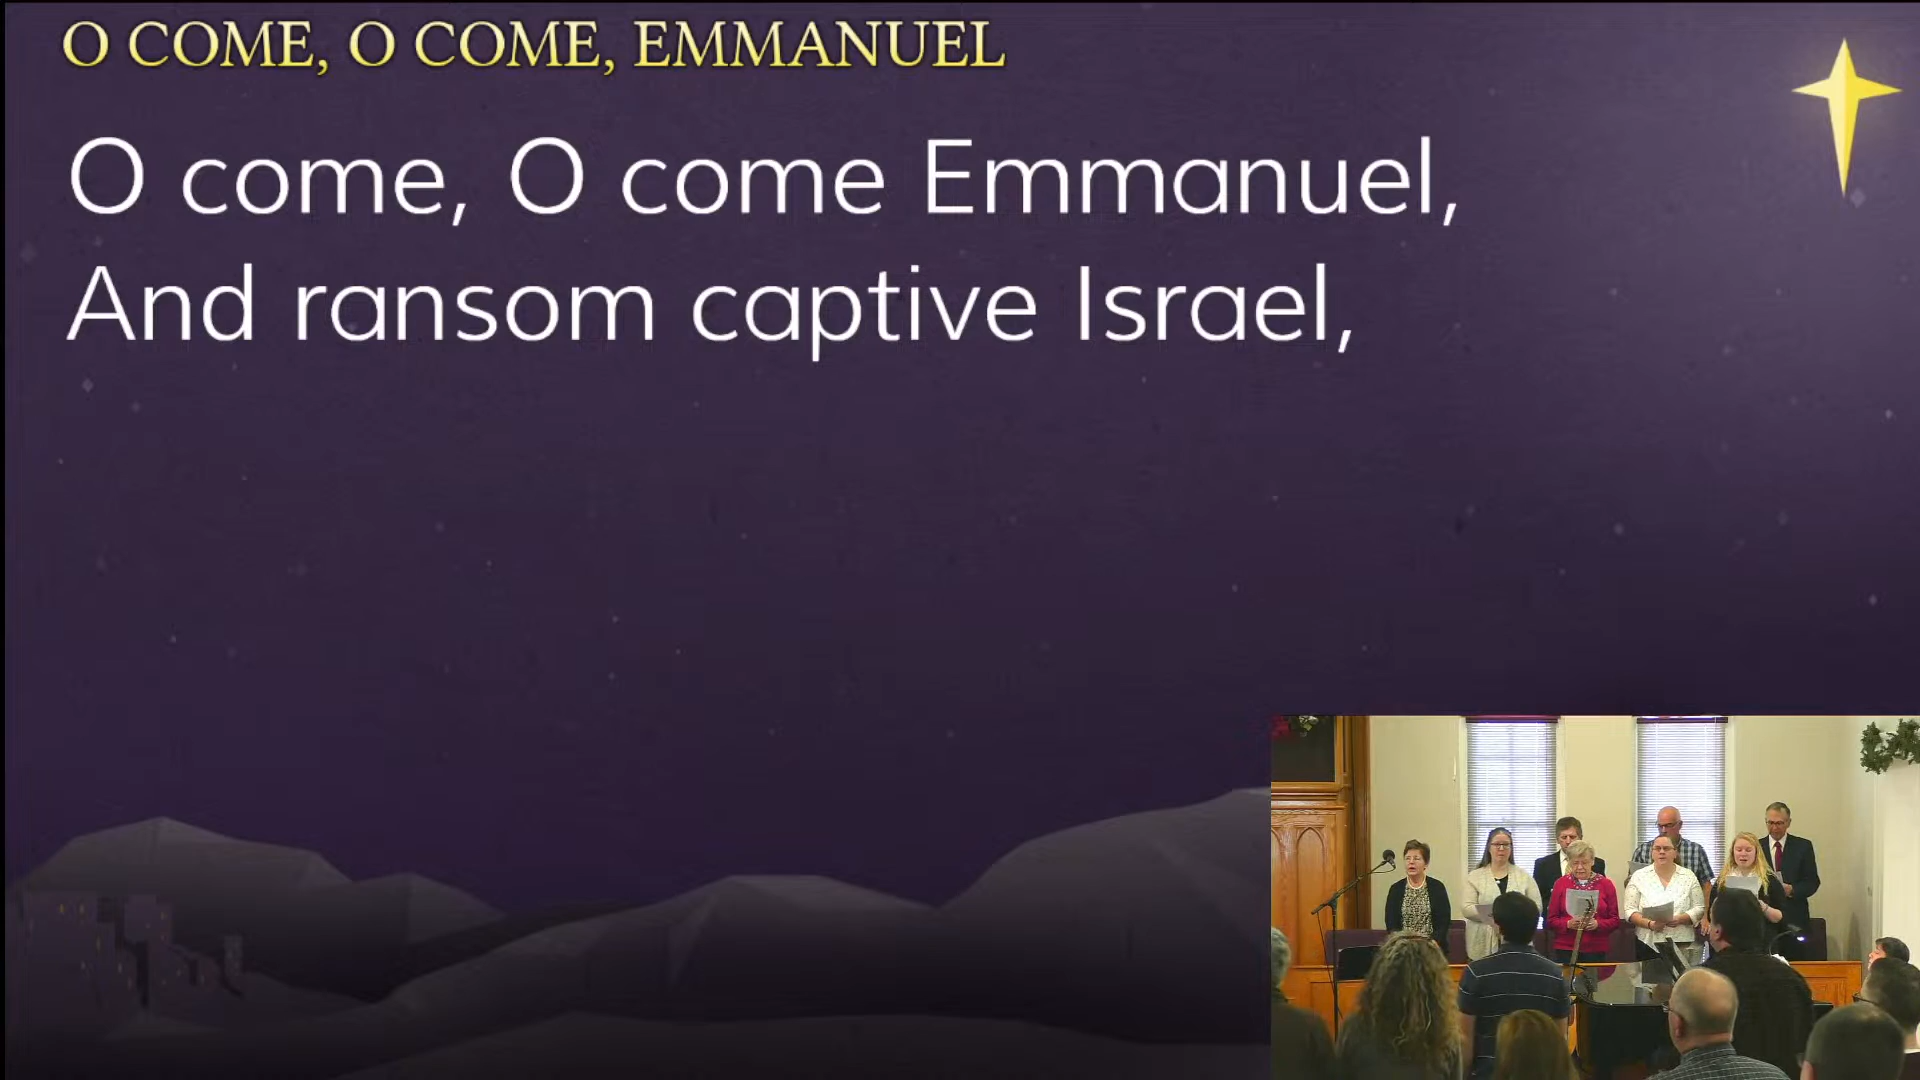 O COME, O COME, EMMANUEL
O come, O come Emmanuel,
And ransom captive Israel,